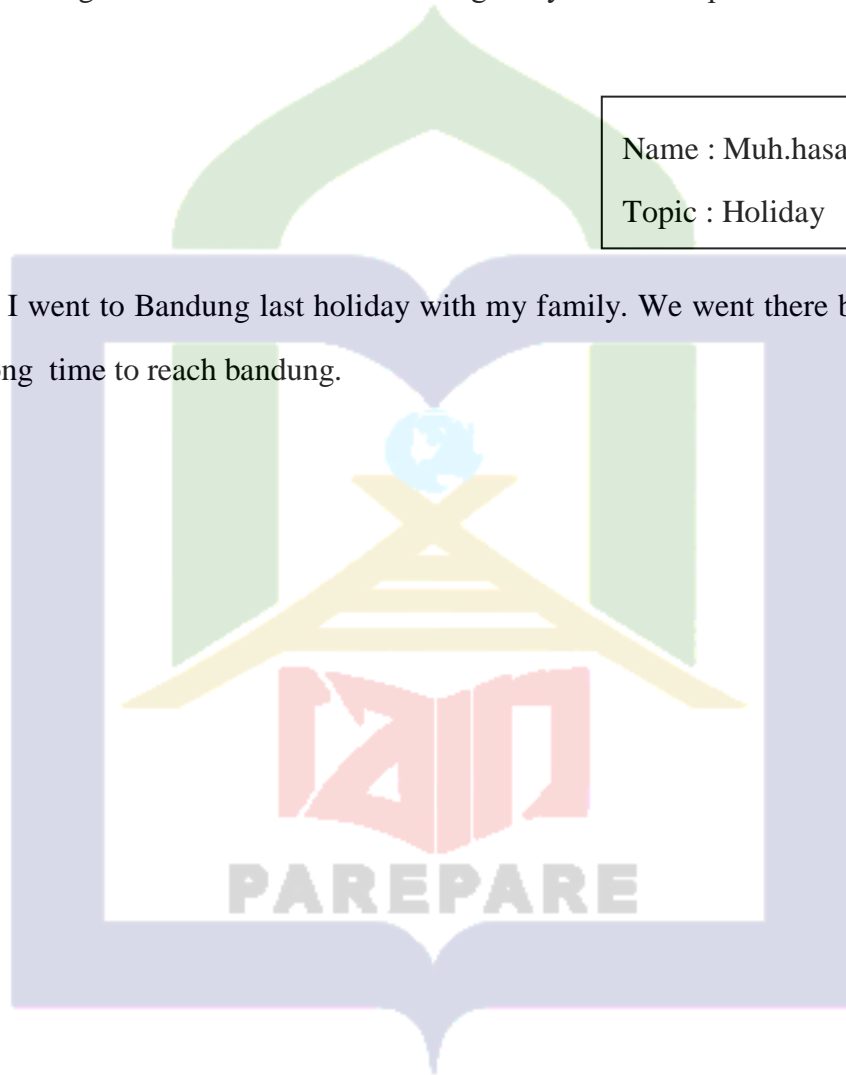 Name : Muh.hasa
Topic : Holiday
I went to Bandung last holiday with my family. We went there b
time to reach bandung.
iain
PAREPARE